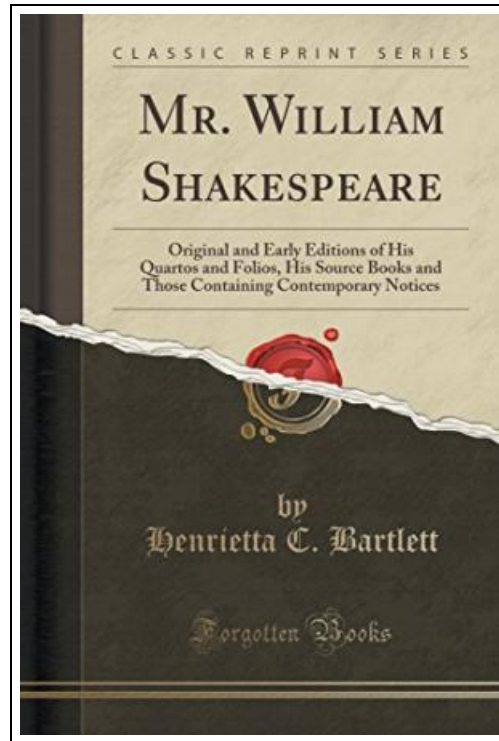 CLASSIC REPRINT SERIES
MR. WILLIAM
SHAKESPEARE
Original and Early Editions of His
Quartos and Folios, His Source Books and
Those Containing Contemporary Notices
by
Henrietta C. Bartlett
Forgotten Books